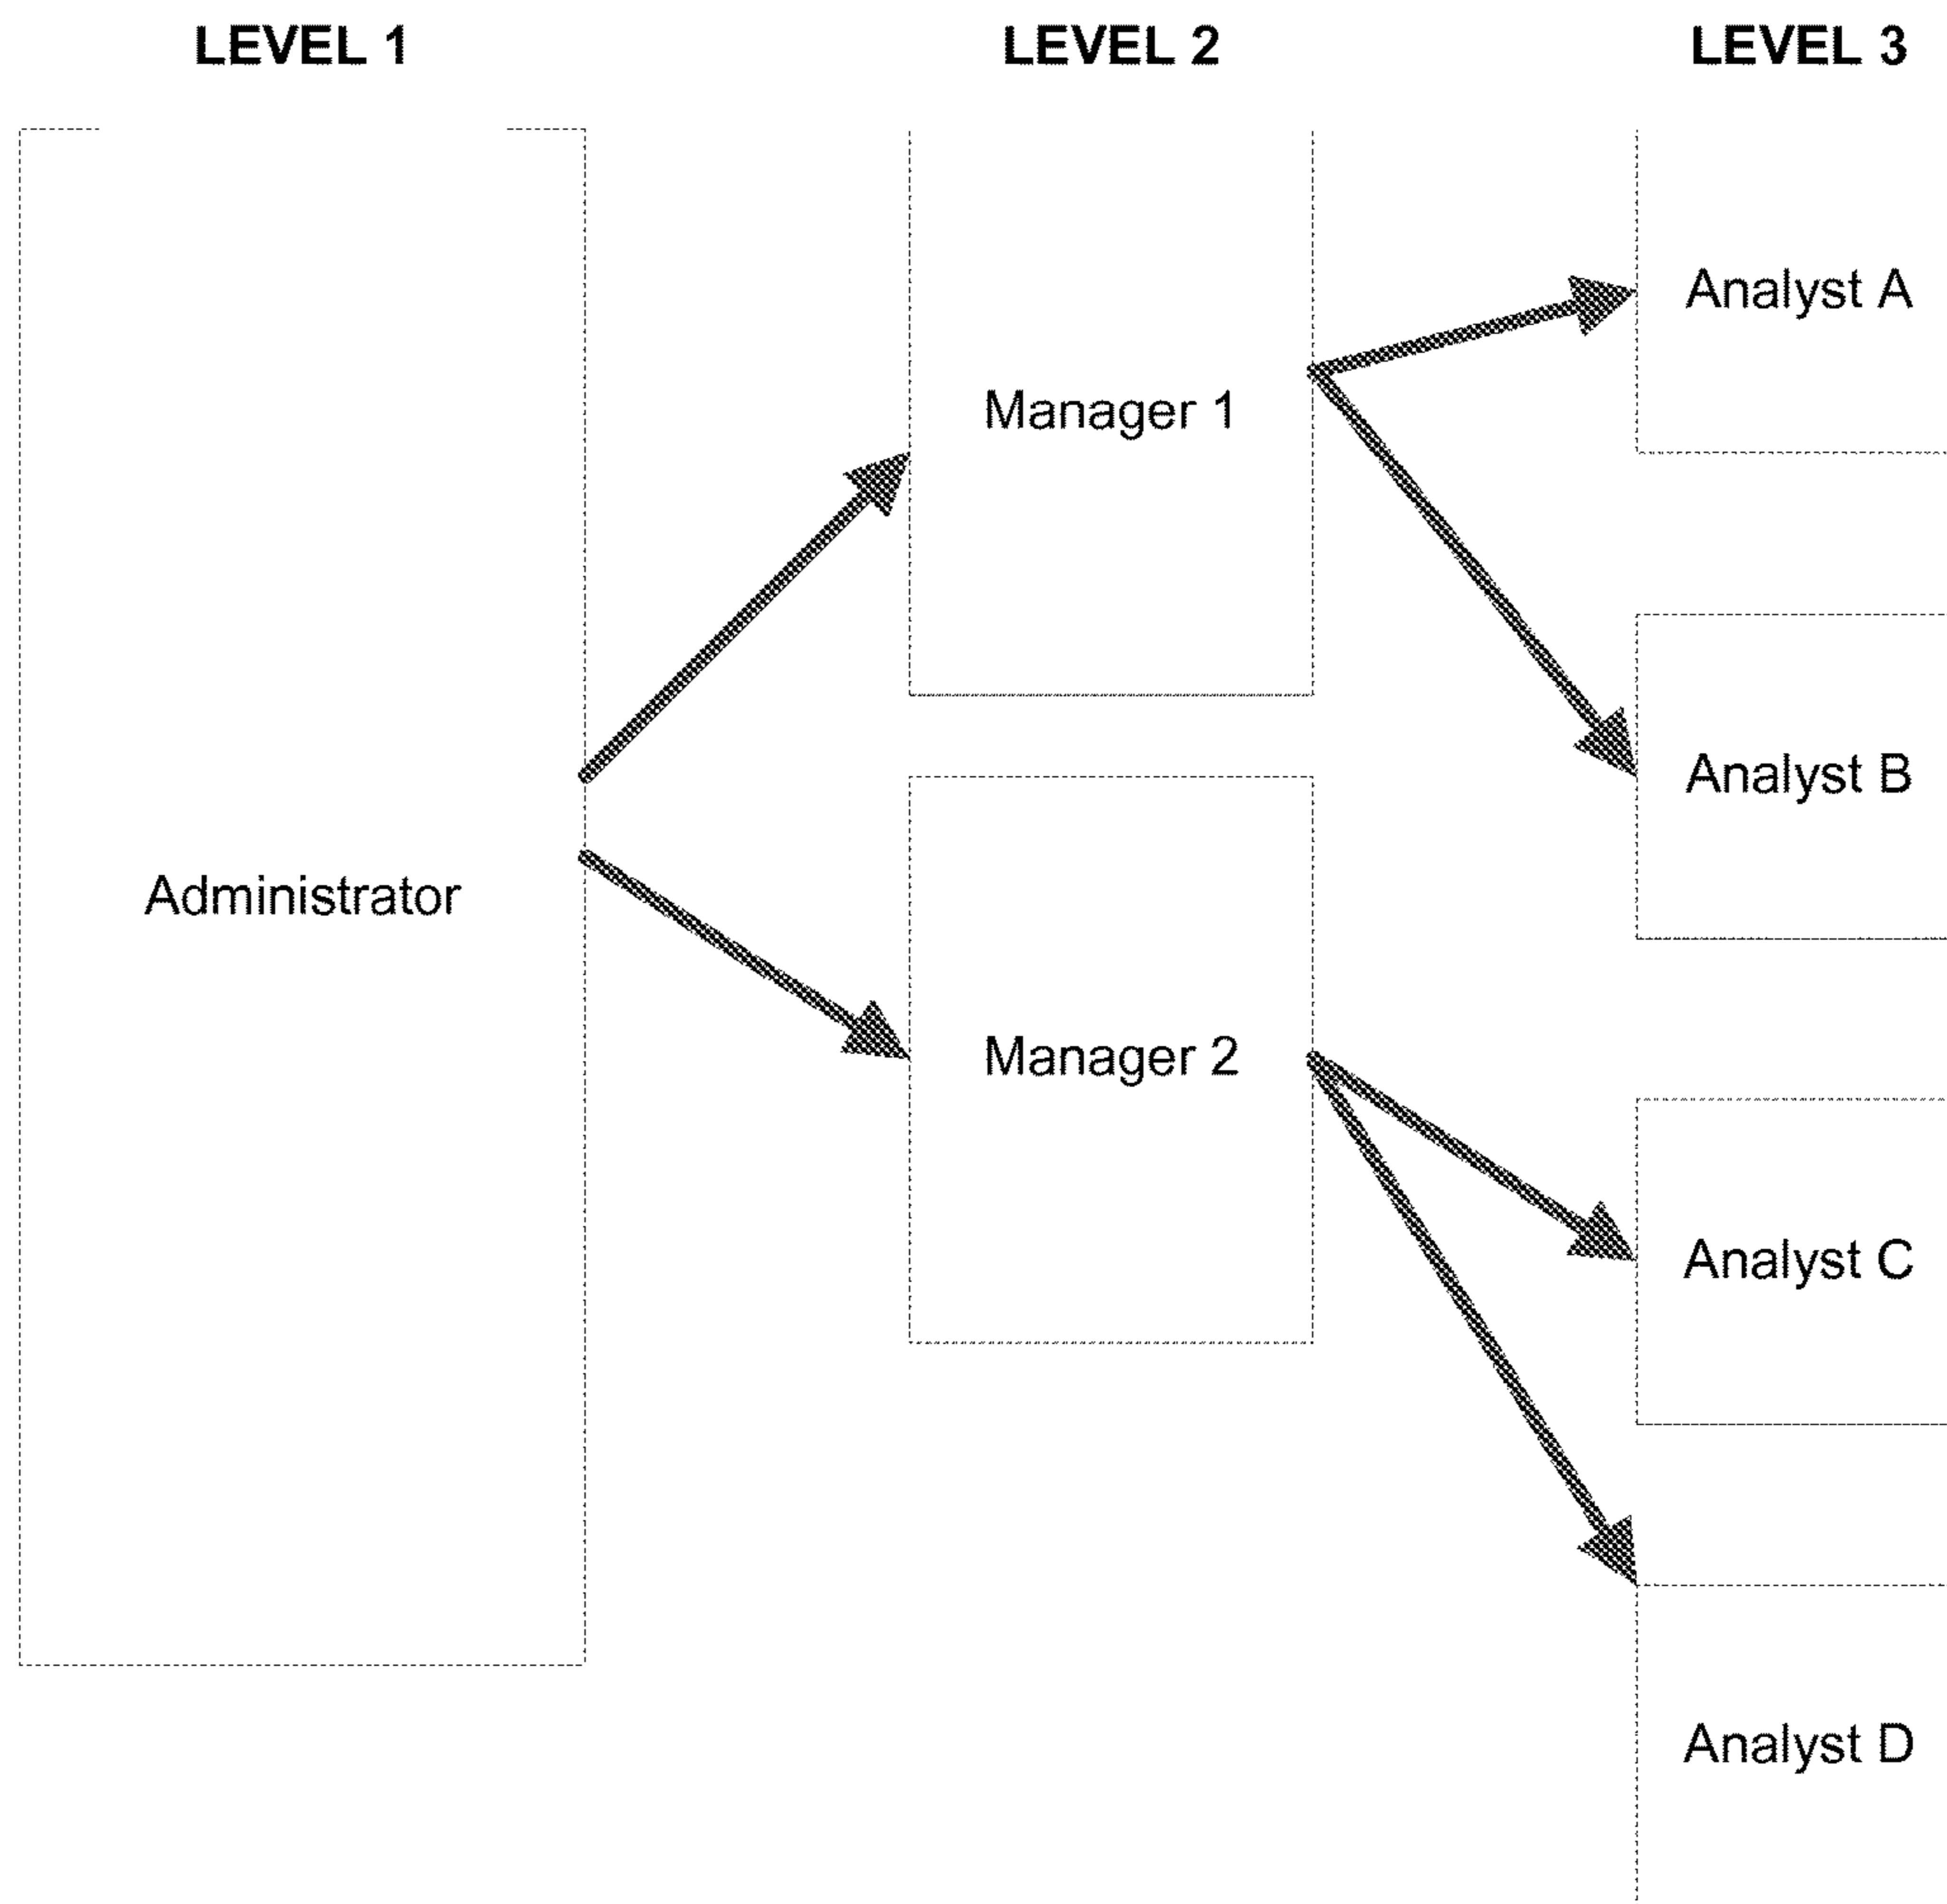 LEVEL 1
LEVEL 2
LEVEL 3
Administrator
Manager 1
Manager 2
Analyst A
Analyst B
Analyst C
Analyst D